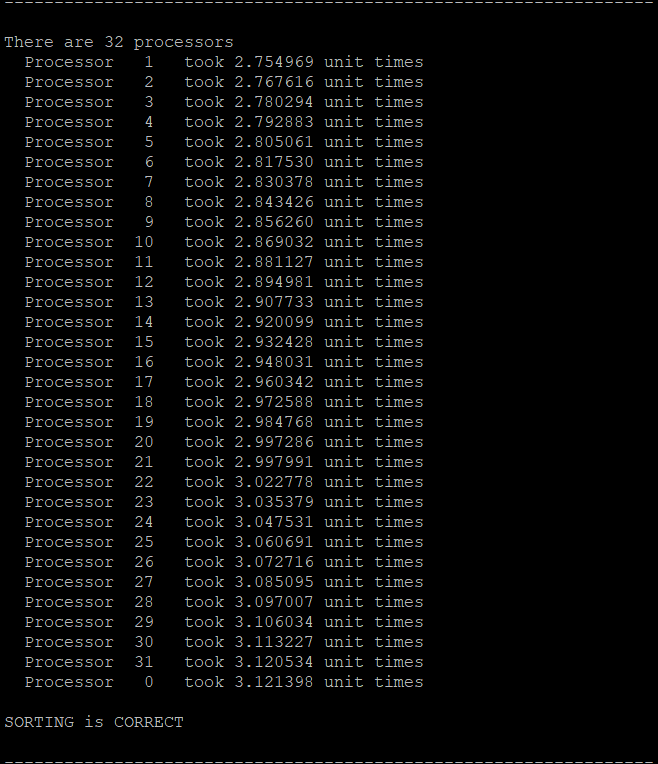 ------------------------------------------------------------------
There are 32 processors
Processor 1 took 2.754969 unit times
Processor 2 took 2.767616 unit times
Processor 3 took 2.780294 unit times
Processor 4 took 2.792883 unit times
Processor 5 took 2.805061 unit times
Processor 6 took 2.817530 unit times
Processor 7 took 2.830378 unit times
Processor 8 took 2.843426 unit times
Processor 9 took 2.856260 unit times
Processor 10 took 2.869032 unit times
Processor 11 took 2.881127 unit times
Processor 12 took 2.894981 unit times
Processor 13 took 2.907733 unit times
Processor 14 took 2.920099 unit times
Processor 15 took 2.932428 unit times
Processor 16 took 2.948031 unit times
Processor 17 took 2.960342 unit times
Processor 18 took 2.972588 unit times
Processor 19 took 2.984768 unit times
Processor 20 took 2.997286 unit times
Processor 21 took 2.997991 unit times
Processor 22 took 3.022778 unit times
Processor 23 took 3.035379 unit times
Processor 24 took 3.047531 unit times
Processor 25 took 3.060691 unit times
Processor 26 took 3.072716 unit times
Processor 27 took 3.085095 unit times
Processor 28 took 3.097007 unit times
Processor 29 took 3.106034 unit times
Processor 30 took 3.113227 unit times
Processor 31 took 3.120534 unit times
Processor 0 took 3.121398 unit times
SORTING is CORRECT
------------------------------------------------------------------